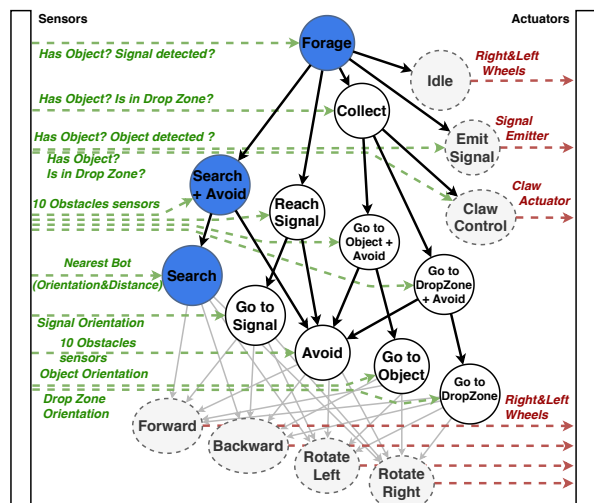 Sensors
Actuators
Forage
Has Object? Signal detected?
Right&Left
Wheels
Idle
Has Object? Is in Drop Zone?
Collect
Signal
Emitter
Has Object? Object detected ?
Emit
Signal
Has Object?
Is in Drop Zone?
Search
+ Avoid
Reach
Signal
Claw
Actuator
Claw
Control
10 Obstacles sensors
Go to
Object +
Avoid
Nearest Bot
(Orientation&Distance)
Search
Go to
DropZone
+ Avoid
Go to
Signal
Signal Orientation
10 Obstacles
sensors
Avoid
Object Orientation
Go to
Object
Go to
DropZone
Drop Zone
Orientation
Right&Left
Wheels
Forward
Backward
Rotate
Left
Rotate
Right